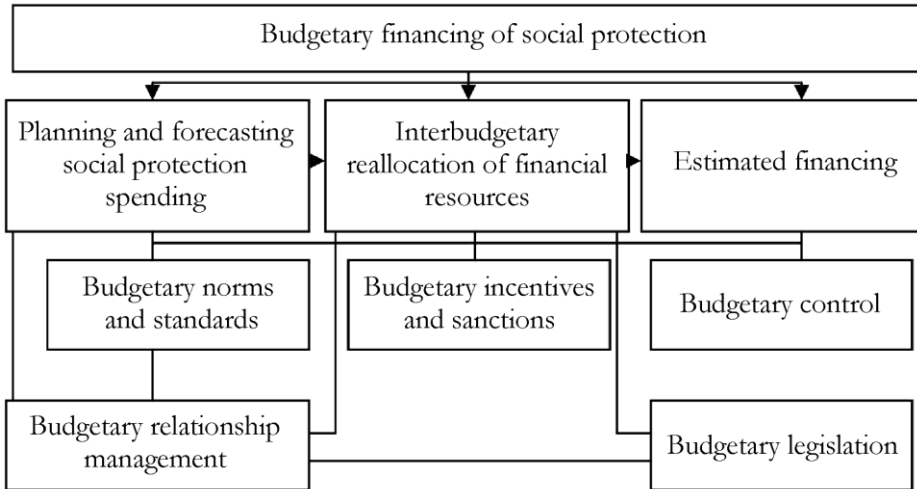 Budgetary financing of social protection
Planning and forecasting
social protection
spending
Interbudgetary
reallocation of financial
resources
Estimated financing
Budgetary norms
and standards
Budgetary incentives
and sanctions
Budgetary control
Budgetary relationship
management
Budgetary legislation